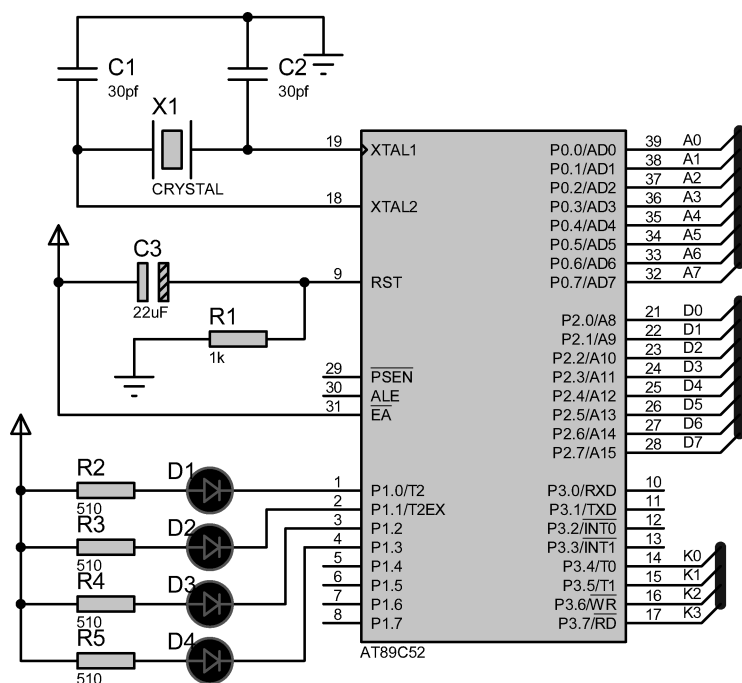 C1
30pf
C2
30pf
X1
CRYSTAL
19 XTAL1
18 XTAL2
C3
22uF
9 RST
R1
1k
29 PSEN
30 ALE
31 EA
R2
510
D1
1 P1.0/T2
R3
510
D2
2 P1.1/T2EX
R4
510
D3
3 P1.2
R5
510
D4
4 P1.3
5 P1.4
6 P1.5
7 P1.6
8 P1.7
P0.0/AD0 39 A0
P0.1/AD1 38 A1
P0.2/AD2 37 A2
P0.3/AD3 36 A3
P0.4/AD4 35 A4
P0.5/AD5 34 A5
P0.6/AD6 33 A6
P0.7/AD7 32 A7
P2.0/A8 21 D0
P2.1/A9 22 D1
P2.2/A10 23 D2
P2.3/A11 24 D3
P2.4/A12 25 D4
P2.5/A13 26 D5
P2.6/A14 27 D6
P2.7/A15 28 D7
P3.0/RXD 10
P3.1/TXD 11
P3.2/INT0 12
P3.3/INT1 13
P3.4/T0 14 K0
P3.5/T1 15 K1
P3.6/WR 16 K2
P3.7/RD 17 K3
AT89C52